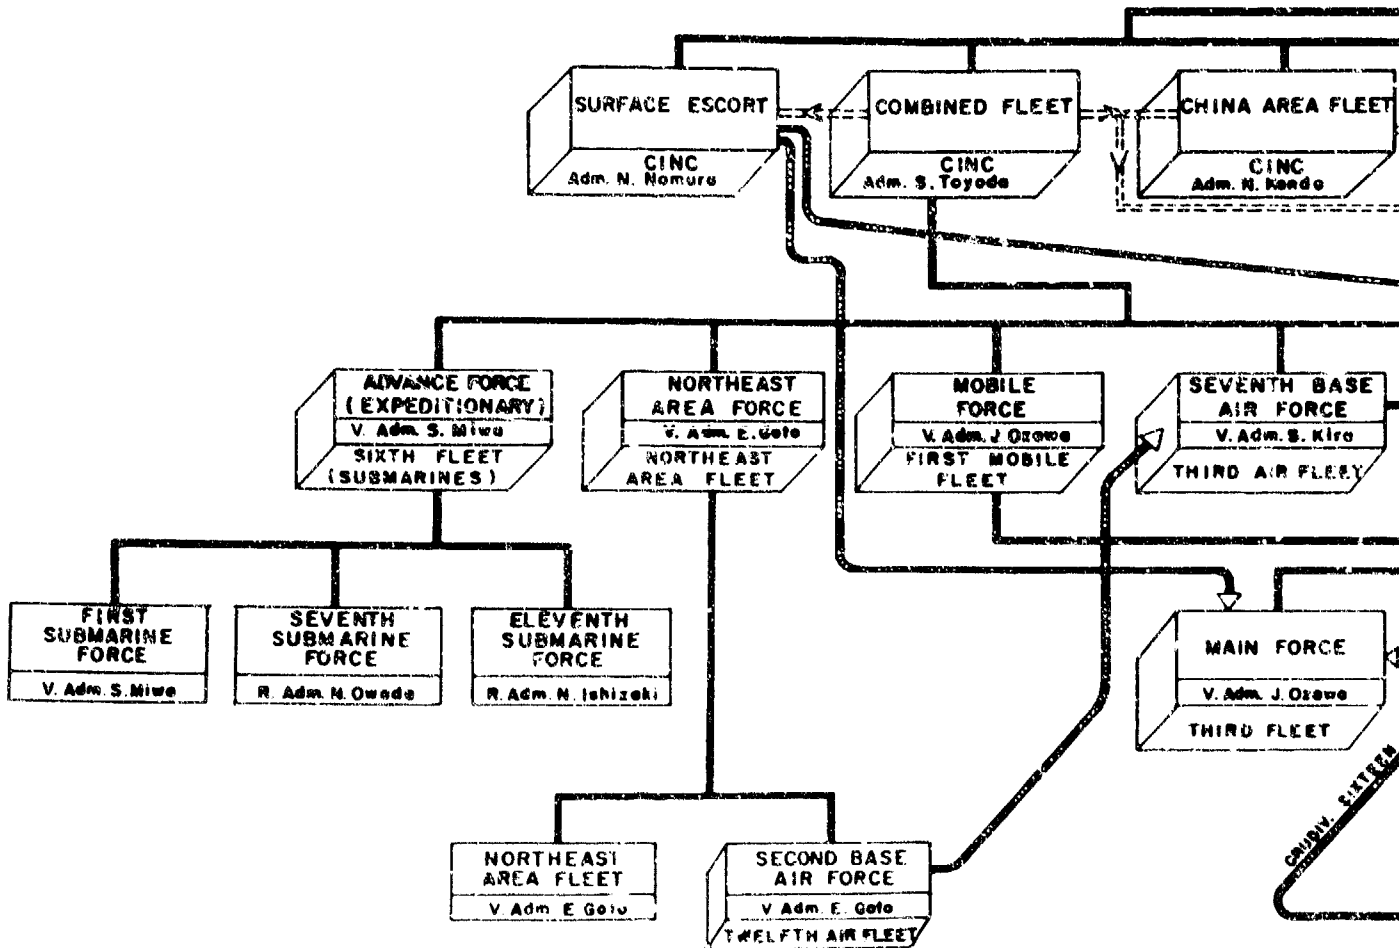 SURFACE ESCORT
CINC
Adm. N. Nomura
COMBINED FLEET
CINC
Adm. S. Toyoda
CHINA AREA FLEET
CINC
Adm. N. Kondo
ADVANCE FORCE
(EXPEDITIONARY)
V. Adm. S. Miwa
SIXTH FLEET
(SUBMARINES)
NORTHEAST
AREA FORCE
V. Adm. E. Goto
NORTHEAST
AREA FLEET
MOBILE
FORCE
V. Adm. J. Ozawa
FIRST MOBILE
FLEET
SEVENTH BASE
AIR FORCE
V. Adm. S. Kira
THIRD AIR FLEET
FIRST
SUBMARINE
FORCE
V. Adm. S. Miwa
SEVENTH
SUBMARINE
FORCE
R. Adm. N. Owada
ELEVENTH
SUBMARINE
FORCE
R. Adm. N. Ishizaki
MAIN FORCE
V. Adm. J. Ozawa
THIRD FLEET
CRUDIV. SIXTEEN
NORTHEAST
AREA FLEET
V Adm. E Goto
SECOND BASE
AIR FORCE
V Adm. E. Goto
TWELFTH AIR FLEET